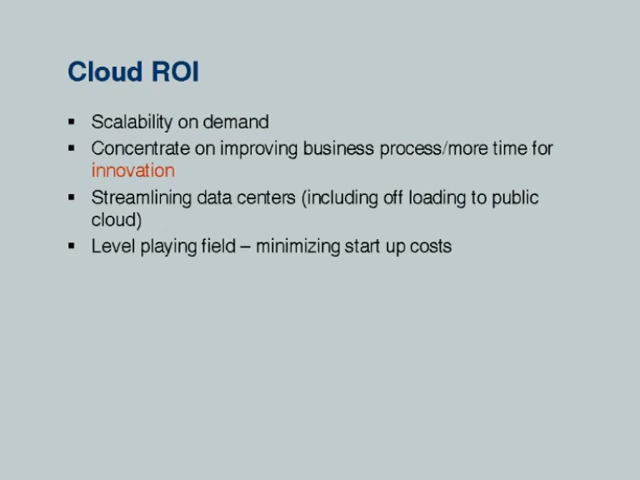 Cloud ROI
▪ Scalability on demand
▪ Concentrate on improving business process/more time for
innovation
▪ Streamlining data centers (including off loading to public
cloud)
▪ Level playing field – minimizing start up costs